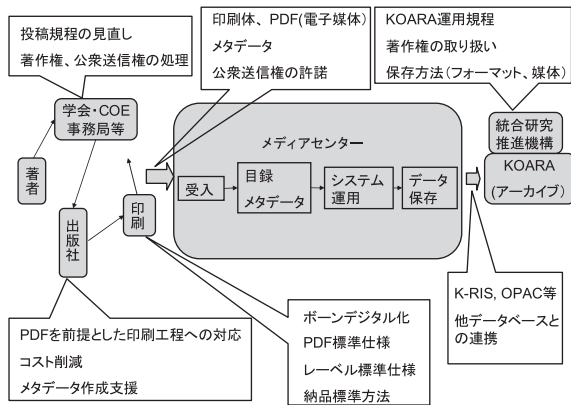 投稿規程の見直し
著作権、公衆送信権の処理
印刷体、PDF(電子媒体)
メタデータ
公衆送信権の許諾
KOARA運用規程
著作権の取り扱い
保存方法(フォーマット、媒体)
学会・COE
事務局等
著者
出版社
印刷
メディアセンター
受入
目録
メタデータ
システム
運用
データ
保存
統合研究
推進機構
KOARA
(アーカイブ)
PDFを前提とした印刷工程への対応
コスト削減
メタデータ作成支援
ボーンデジタル化
PDF標準仕様
レーベル標準仕様
納品標準方法
K-RIS, OPAC等
他データベースと
の連携